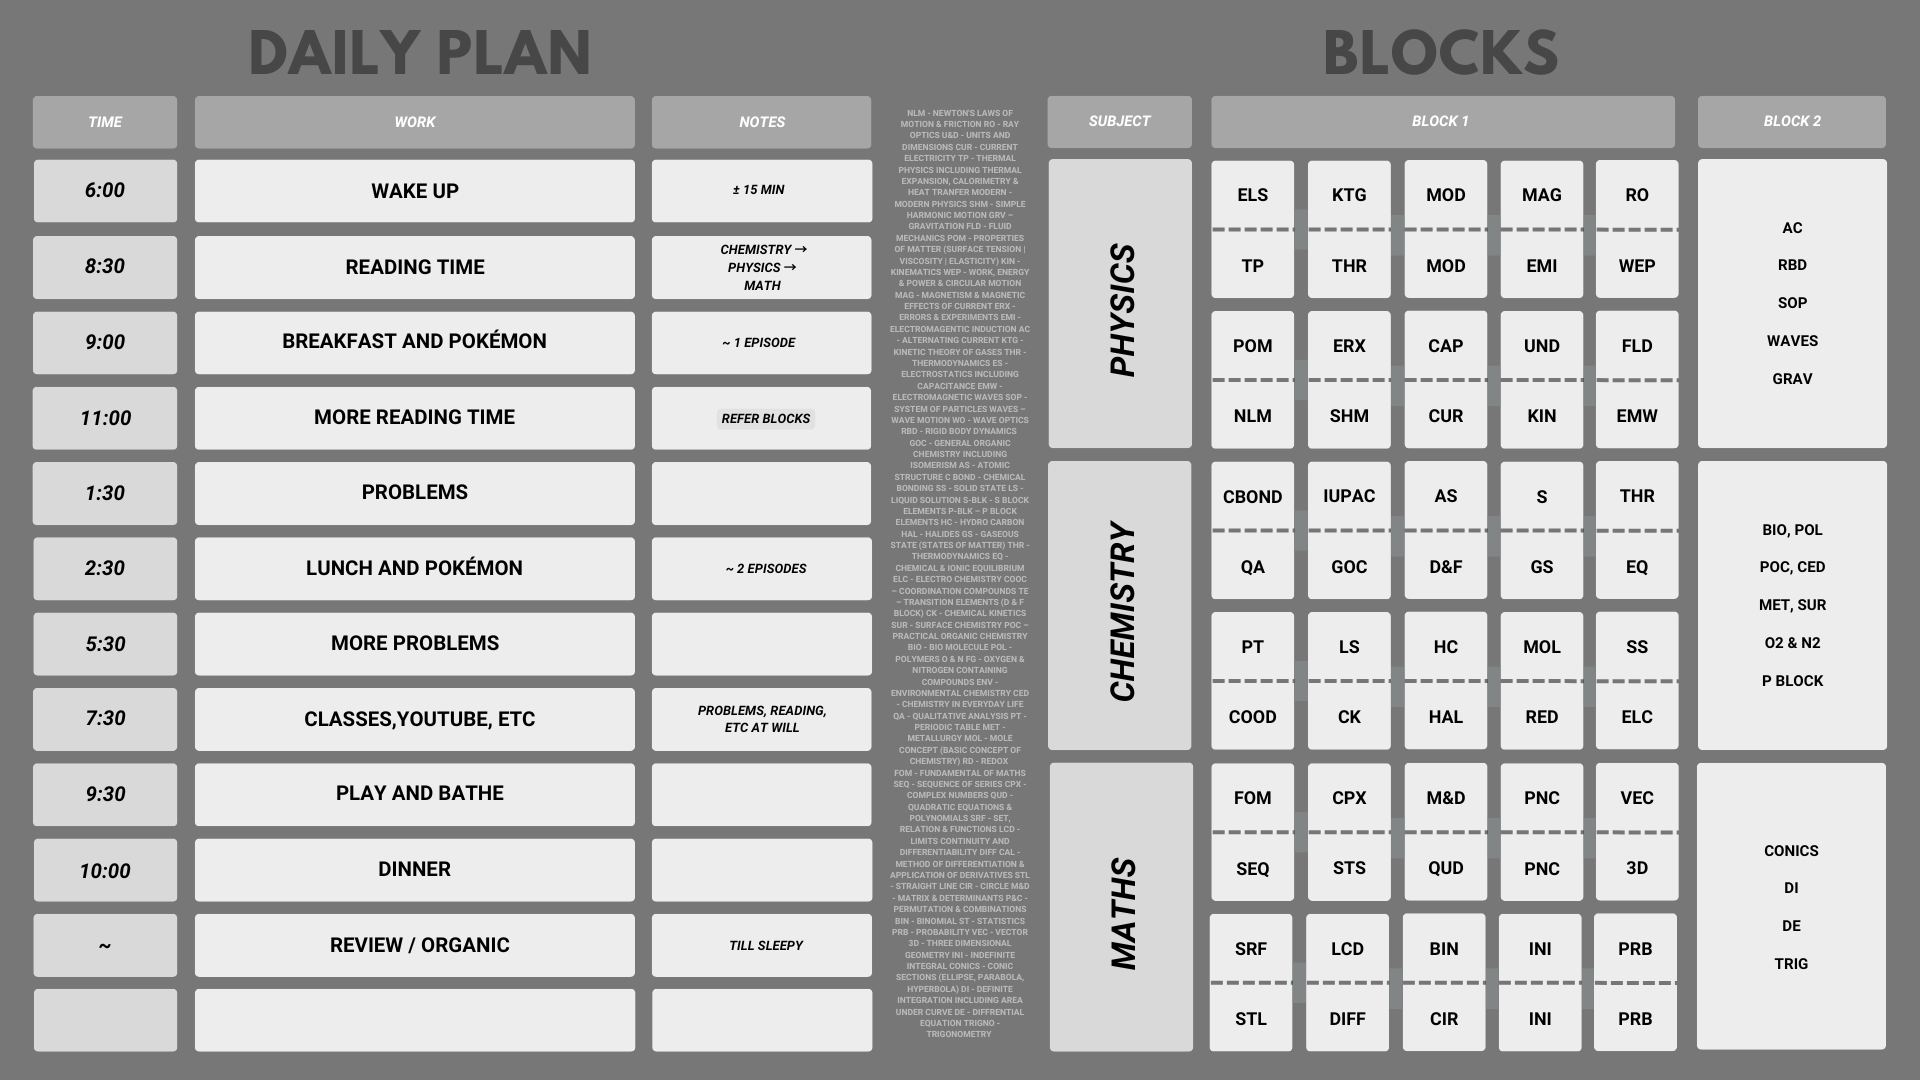 DAILY PLAN
TIME
WORK
NOTES
6:00
WAKE UP
± 15 MIN
8:30
READING TIME
CHEMISTRY →
PHYSICS →
MATH
9:00
BREAKFAST AND POKÉMON
~ 1 EPISODE
11:00
MORE READING TIME
REFER BLOCKS
1:30
PROBLEMS
2:30
LUNCH AND POKÉMON
~ 2 EPISODES
5:30
MORE PROBLEMS
7:30
CLASSES,YOUTUBE, ETC
PROBLEMS, READING,
ETC AT WILL
9:30
PLAY AND BATHE
10:00
DINNER
~
REVIEW / ORGANIC
TILL SLEEPY
NLM - NEWTON'S LAWS OF
MOTION & FRICTION RO - RAY
OPTICS U&D - UNITS AND
DIMENSIONS CUR - CURRENT
ELECTRICITY TP - THERMAL
PHYSICS INCLUDING THERMAL
EXPANSION, CALORIMETRY &
HEAT TRANFER MODERN -
MODERN PHYSICS SHM - SIMPLE
HARMONIC MOTION GRV –
GRAVITATION FLD - FLUID
MECHANICS POM - PROPERTIES
OF MATTER (SURFACE TENSION |
VISCOSITY | ELASTICITY) KIN -
KINEMATICS WEP - WORK, ENERGY
& POWER & CIRCULAR MOTION
MAG - MAGNETISM & MAGNETIC
EFFECTS OF CURRENT ERX -
ERRORS & EXPERIMENTS EMI -
ELECTROMAGENTIC INDUCTION AC
- ALTERNATING CURRENT KTG -
KINETIC THEORY OF GASES THR -
THERMODYNAMICS ES -
ELECTROSTATICS INCLUDING
CAPACITANCE EMW -
ELECTROMAGNETIC WAVES SOP -
SYSTEM OF PARTICLES WAVES –
WAVE MOTION WO - WAVE OPTICS
RBD - RIGID BODY DYNAMICS
GOC - GENERAL ORGANIC
CHEMISTRY INCLUDING
ISOMERISM AS - ATOMIC
STRUCTURE C BOND - CHEMICAL
BONDING SS - SOLID STATE LS -
LIQUID SOLUTION S-BLK - S BLOCK
ELEMENTS P-BLK – P BLOCK
ELEMENTS HC - HYDRO CARBON
HAL - HALIDES GS - GASEOUS
STATE (STATES OF MATTER) THR -
THERMODYNAMICS EQ -
CHEMICAL & IONIC EQUILIBRIUM
ELC - ELECTRO CHEMISTRY COOC
– COORDINATION COMPOUNDS TE
– TRANSITION ELEMENTS (D & F
BLOCK) CK - CHEMICAL KINETICS
SUR - SURFACE CHEMISTRY POC –
PRACTICAL ORGANIC CHEMISTRY
BIO - BIO MOLECULE POL -
POLYMERS O & N FG - OXYGEN &
NITROGEN CONTAINING
COMPOUNDS ENV -
ENVIRONMENTAL CHEMISTRY CED
- CHEMISTRY IN EVERYDAY LIFE
QA - QUALITATIVE ANALYSIS PT -
PERIODIC TABLE MET -
METALLURGY MOL - MOLE
CONCEPT (BASIC CONCEPT OF
CHEMISTRY) RD - REDOX
FOM - FUNDAMENTAL OF MATHS
SEQ - SEQUENCE OF SERIES CPX -
COMPLEX NUMBERS QUD -
QUADRATIC EQUATIONS &
POLYNOMIALS SRF - SET,
RELATION & FUNCTIONS LCD -
LIMITS CONTINUITY AND
DIFFERENTIABILITY DIFF CAL -
METHOD OF DIFFERENTIATION &
APPLICATION OF DERIVATIVES STL
- STRAIGHT LINE CIR - CIRCLE M&D
- MATRIX & DETERMINANTS P&C -
PERMUTATION & COMBINATIONS
BIN - BINOMIAL ST - STATISTICS
PRB - PROBABILITY VEC - VECTOR
3D - THREE DIMENSIONAL
GEOMETRY INI - INDEFINITE
INTEGRAL CONICS - CONIC
SECTIONS (ELLIPSE, PARABOLA,
HYPERBOLA) DI - DEFINITE
INTEGRATION INCLUDING AREA
UNDER CURVE DE - DIFFRENTIAL
EQUATION TRIGNO -
TRIGONOMETRY
BLOCKS
SUBJECT
BLOCK 1
BLOCK 2
PHYSICS
ELS KTG MOD MAG RO
TP THR MOD EMI WEP
POM ERX CAP UND FLD
NLM SHM CUR KIN EMW
AC
RBD
SOP
WAVES
GRAV
CHEMISTRY
CBOND IUPAC AS S THR
QA GOC D&F GS EQ
PT LS HC MOL SS
COOD CK HAL RED ELC
BIO, POL
POC, CED
MET, SUR
O2 & N2
P BLOCK
MATHS
FOM CPX M&D PNC VEC
SEQ STS QUD PNC 3D
SRF LCD BIN INI PRB
STL DIFF CIR INI PRB
CONICS
DI
DE
TRIG